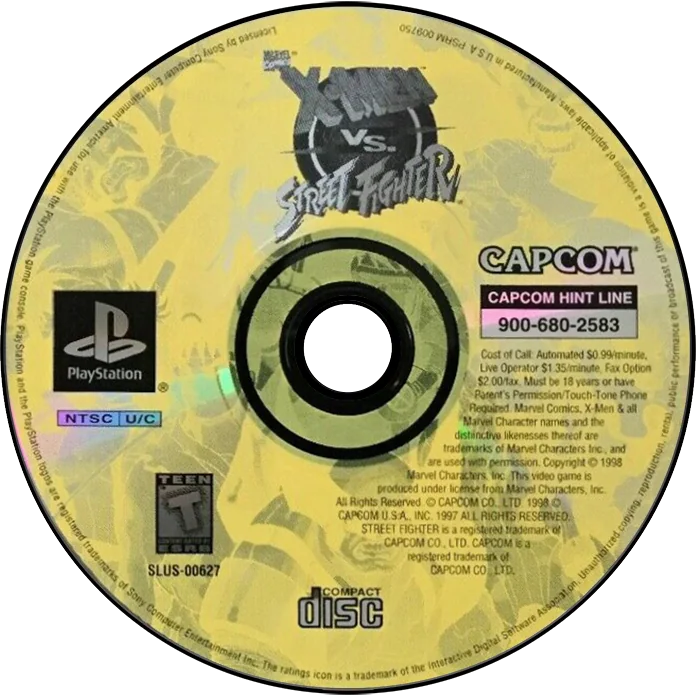 MARVEL COMICS
X-MEN
VS.
STREET FIGHTER
CAPCOM®
CAPCOM HINT LINE
900-680-2583
Cost of Call: Automated $0.99/minute,
Live Operator $1.35/minute, Fax Option
$2.00/fax. Must be 18 years or have
Parent's Permission/Touch-Tone Phone
Required. Marvel Comics, X-Men & all
Marvel Character names and the
distinctive likenesses thereof are
trademarks of Marvel Characters Inc., and
are used with permission. Copyright © 1998
Marvel Characters, Inc. This video game is
produced under license from Marvel Characters, Inc.
All Rights Reserved. © CAPCOM CO., LTD. 1998 ©
CAPCOM U.S.A., INC. 1997 ALL RIGHTS RESERVED.
STREET FIGHTER is a registered trademark of
CAPCOM CO., LTD. CAPCOM is a
registered trademark of
CAPCOM CO., LTD.
PlayStation®
NTSC U/C
TEEN
T
ESRB
SLUS-00627
COMPACT
disc
Licensed by Sony Computer Entertainment America for use with the PlayStation game console. PlayStation and the PlayStation logos are registered trademarks of Sony Computer Entertainment Inc. The ratings icon is a trademark of the Interactive Digital Software Association. Unauthorized copying, reproduction, rental, public performance or broadcast of this game is a violation of applicable laws. Manufactured in U.S.A. PSRM 009750